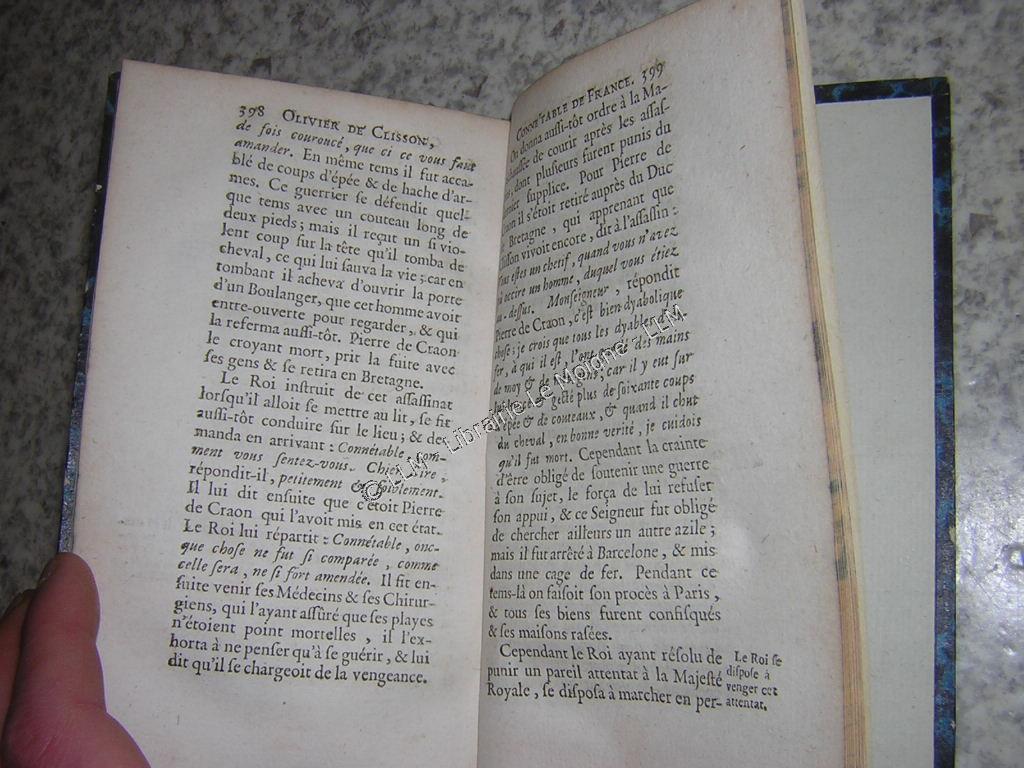 398 OLIVIER DE CLISSON,
de fois couroucé, que ci ce vous faut
amander. En même tems il fut acca-
blé de coups d'épée & de hache d'ar-
mes. Ce guerrier se défendit quel-
que tems avec un couteau long de
deux pieds; mais il reçut un si vio-
lent coup sur la tête qu'il tomba de
cheval, ce qui lui sauva la vie; car en
tombant il acheva d'ouvrir la porte
d'un Boulanger, que cet homme avoit
entre-ouverte pour regarder, & qui
la referma aussi-tôt. Pierre de Craon
le croyant mort, prit la fuite avec
ses gens & se retira en Bretagne.
Le Roi instruit de cet assassinat
lorsqu'il alloit se mettre au lit, se fit
aussi-tôt conduire sur le lieu; & de-
manda en arrivant: Connétable, com-
ment vous sentez-vous. Chier Sire,
répondit-il, petitement & foiblement.
Il lui dit ensuite que c'étoit Pierre
de Craon qui l'avoit mis en cet état.
Le Roi lui répartit: Connétable, onc-
que chose ne fut si comparée, comme
celle sera, ne si fort amendée. Il fit en-
suite venir ses Médecins & ses Chirur-
giens, qui l'ayant assûré que ses playes
n'étoient point mortelles, il l'ex-
horta à ne penser qu'à se guérir, & lui
dit qu'il se chargeoit de la vengeance.
CONNETABLE DE FRANCE. 399
On donna aussi-tôt ordre à la Ma-
de courir après les assas-
dont plusieurs furent punis du
supplice. Pour Pierre de
il s'étoit retiré auprès du Duc
Bretagne, qui apprenant que
vivoit encore, dit à l'assassin:
estes un chetif, quand vous n'avez
occire un homme, duquel vous étiez
dessus. Monseigneur, répondit
Pierre de Craon, c'est bien dyabolique
chose; je crois que tous les dyables d'
à qui il est, l'ont des mains
de moy & de car il y eut sur
lui getté plus de soixante coups
d'épée & de couteaux, & quand il chut
du cheval, en bonne verité, je cuidois
qu'il fut mort. Cependant la crainte
d'être obligé de soutenir une guerre
à son sujet, le força de lui refuser
son appui, & ce Seigneur fut obligé
de chercher ailleurs un autre azile;
mais il fut arrêté à Barcelone, & mis
dans une cage de fer. Pendant ce
tems-là on faisoit son procès à Paris,
& tous ses biens furent confisqués
& ses maisons rasées.
Cependant le Roi ayant résolu de
punir un pareil attentat à la Majesté
Royale, se disposa à marcher en per-
Le Roi se
dispose à
venger cet
attentat.
© LLM - Librairie Le Molone - LLM